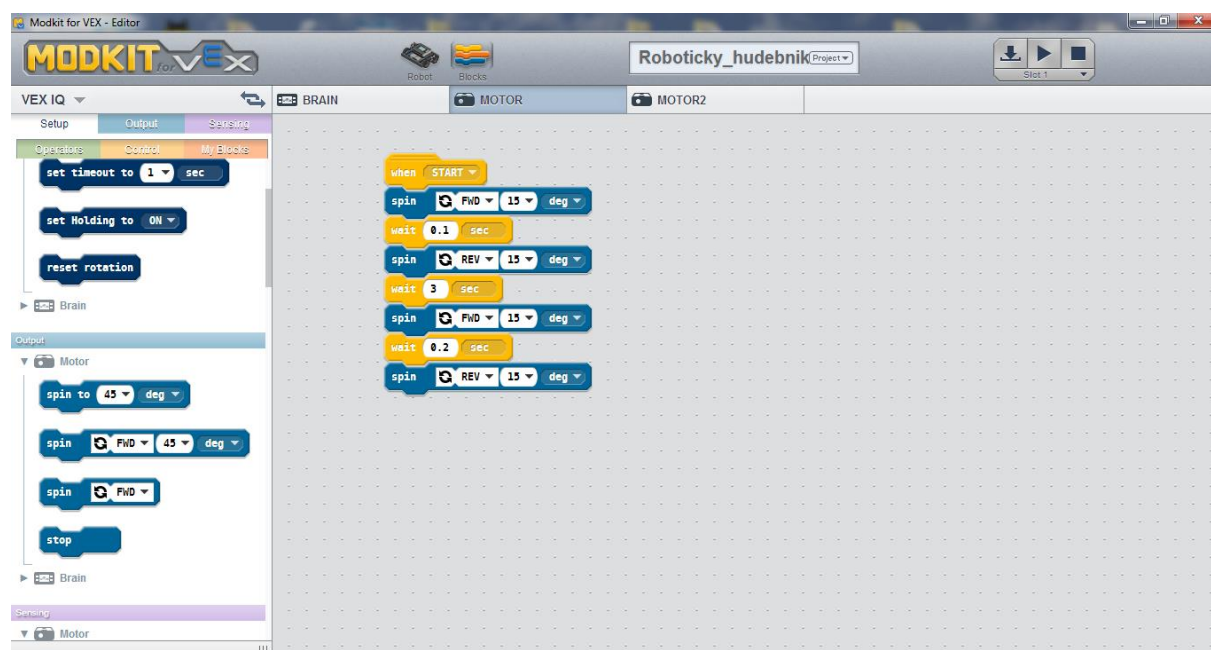 Modkit for VEX - Editor
MODKIT for VEX
Robot Blocks
Roboticky_hudebnik Project
Slot 1
VEX IQ
BRAIN MOTOR MOTOR2
Setup Output Sensing
Operators Control My Blocks
set timeout to 1 sec
set Holding to ON
reset rotation
Brain
Output
Motor
spin to 45 deg
spin FWD 45 deg
spin FWD
stop
Brain
Sensing
Motor
when START
spin FWD 15 deg
wait 0.1 sec
spin REV 15 deg
wait 3 sec
spin FWD 15 deg
wait 0.2 sec
spin REV 15 deg